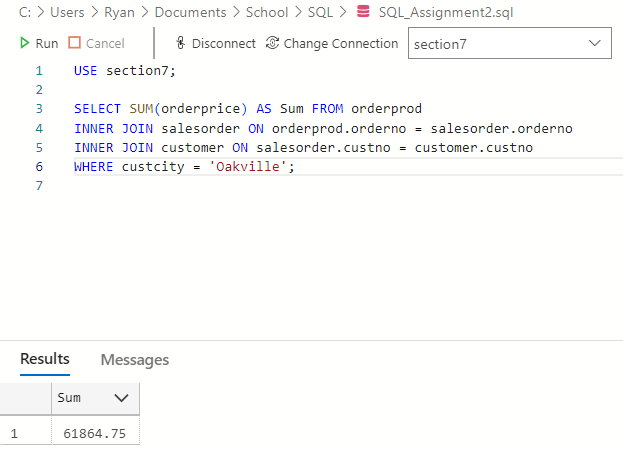 C: > Users > Ryan > Documents > School > SQL > SQL_Assignment2.sql
Run Cancel Disconnect Change Connection section7
1 USE section7;
2
3 SELECT SUM(orderprice) AS Sum FROM orderprod
4 INNER JOIN salesorder ON orderprod.orderno = salesorder.orderno
5 INNER JOIN customer ON salesorder.custno = customer.custno
6 WHERE custcity = 'Oakville';
7
Results Messages
Sum
1 61864.75